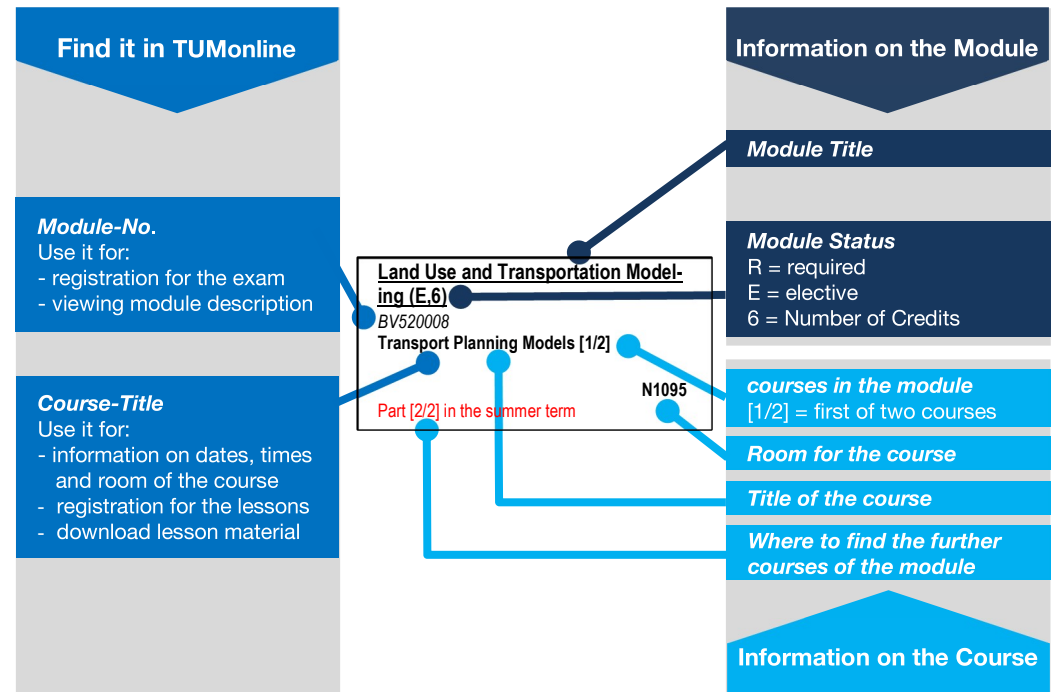 Find it in TUMonline
Module-No.
Use it for:
- registration for the exam
- viewing module description
Course-Title
Use it for:
- information on dates, times
and room of the course
- registration for the lessons
- download lesson material
Land Use and Transportation Model-
ing (E,6)
BV520008
Transport Planning Models [1/2]
N1095
Part [2/2] in the summer term
Information on the Module
Module Title
Module Status
R = required
E = elective
6 = Number of Credits
courses in the module
[1/2] = first of two courses
Room for the course
Title of the course
Where to find the further
courses of the module
Information on the Course